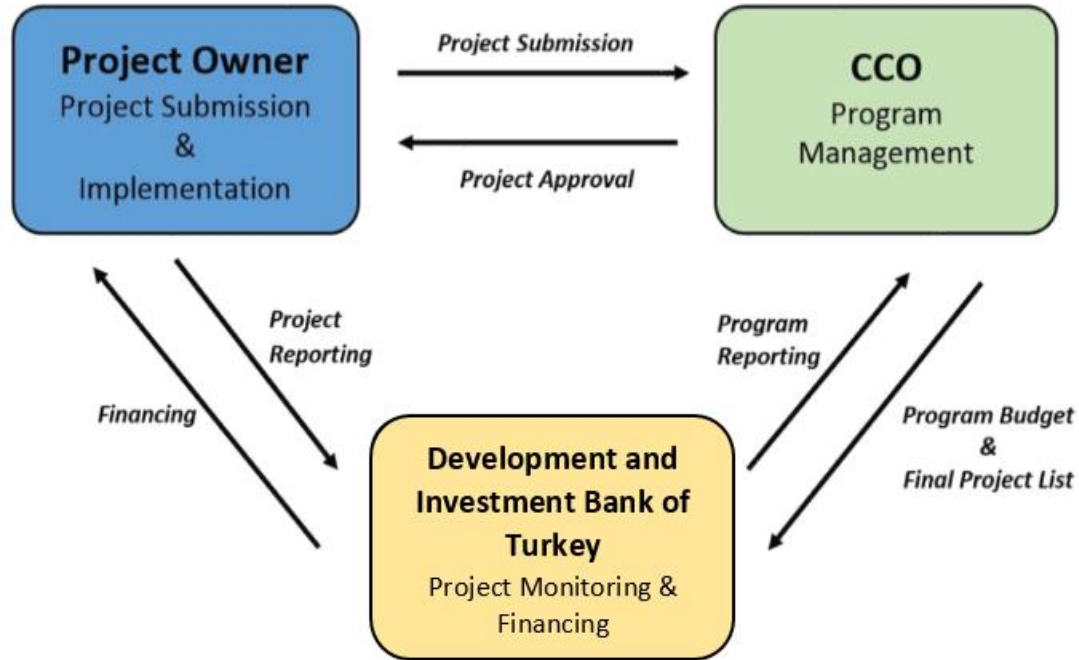 Project Owner
Project Submission
&
Implementation
Project Submission
Project Approval
CCO
Program
Management
Financing
Project
Reporting
Program
Reporting
Program Budget
&
Final Project List
Development and
Investment Bank of
Turkey
Project Monitoring &
Financing